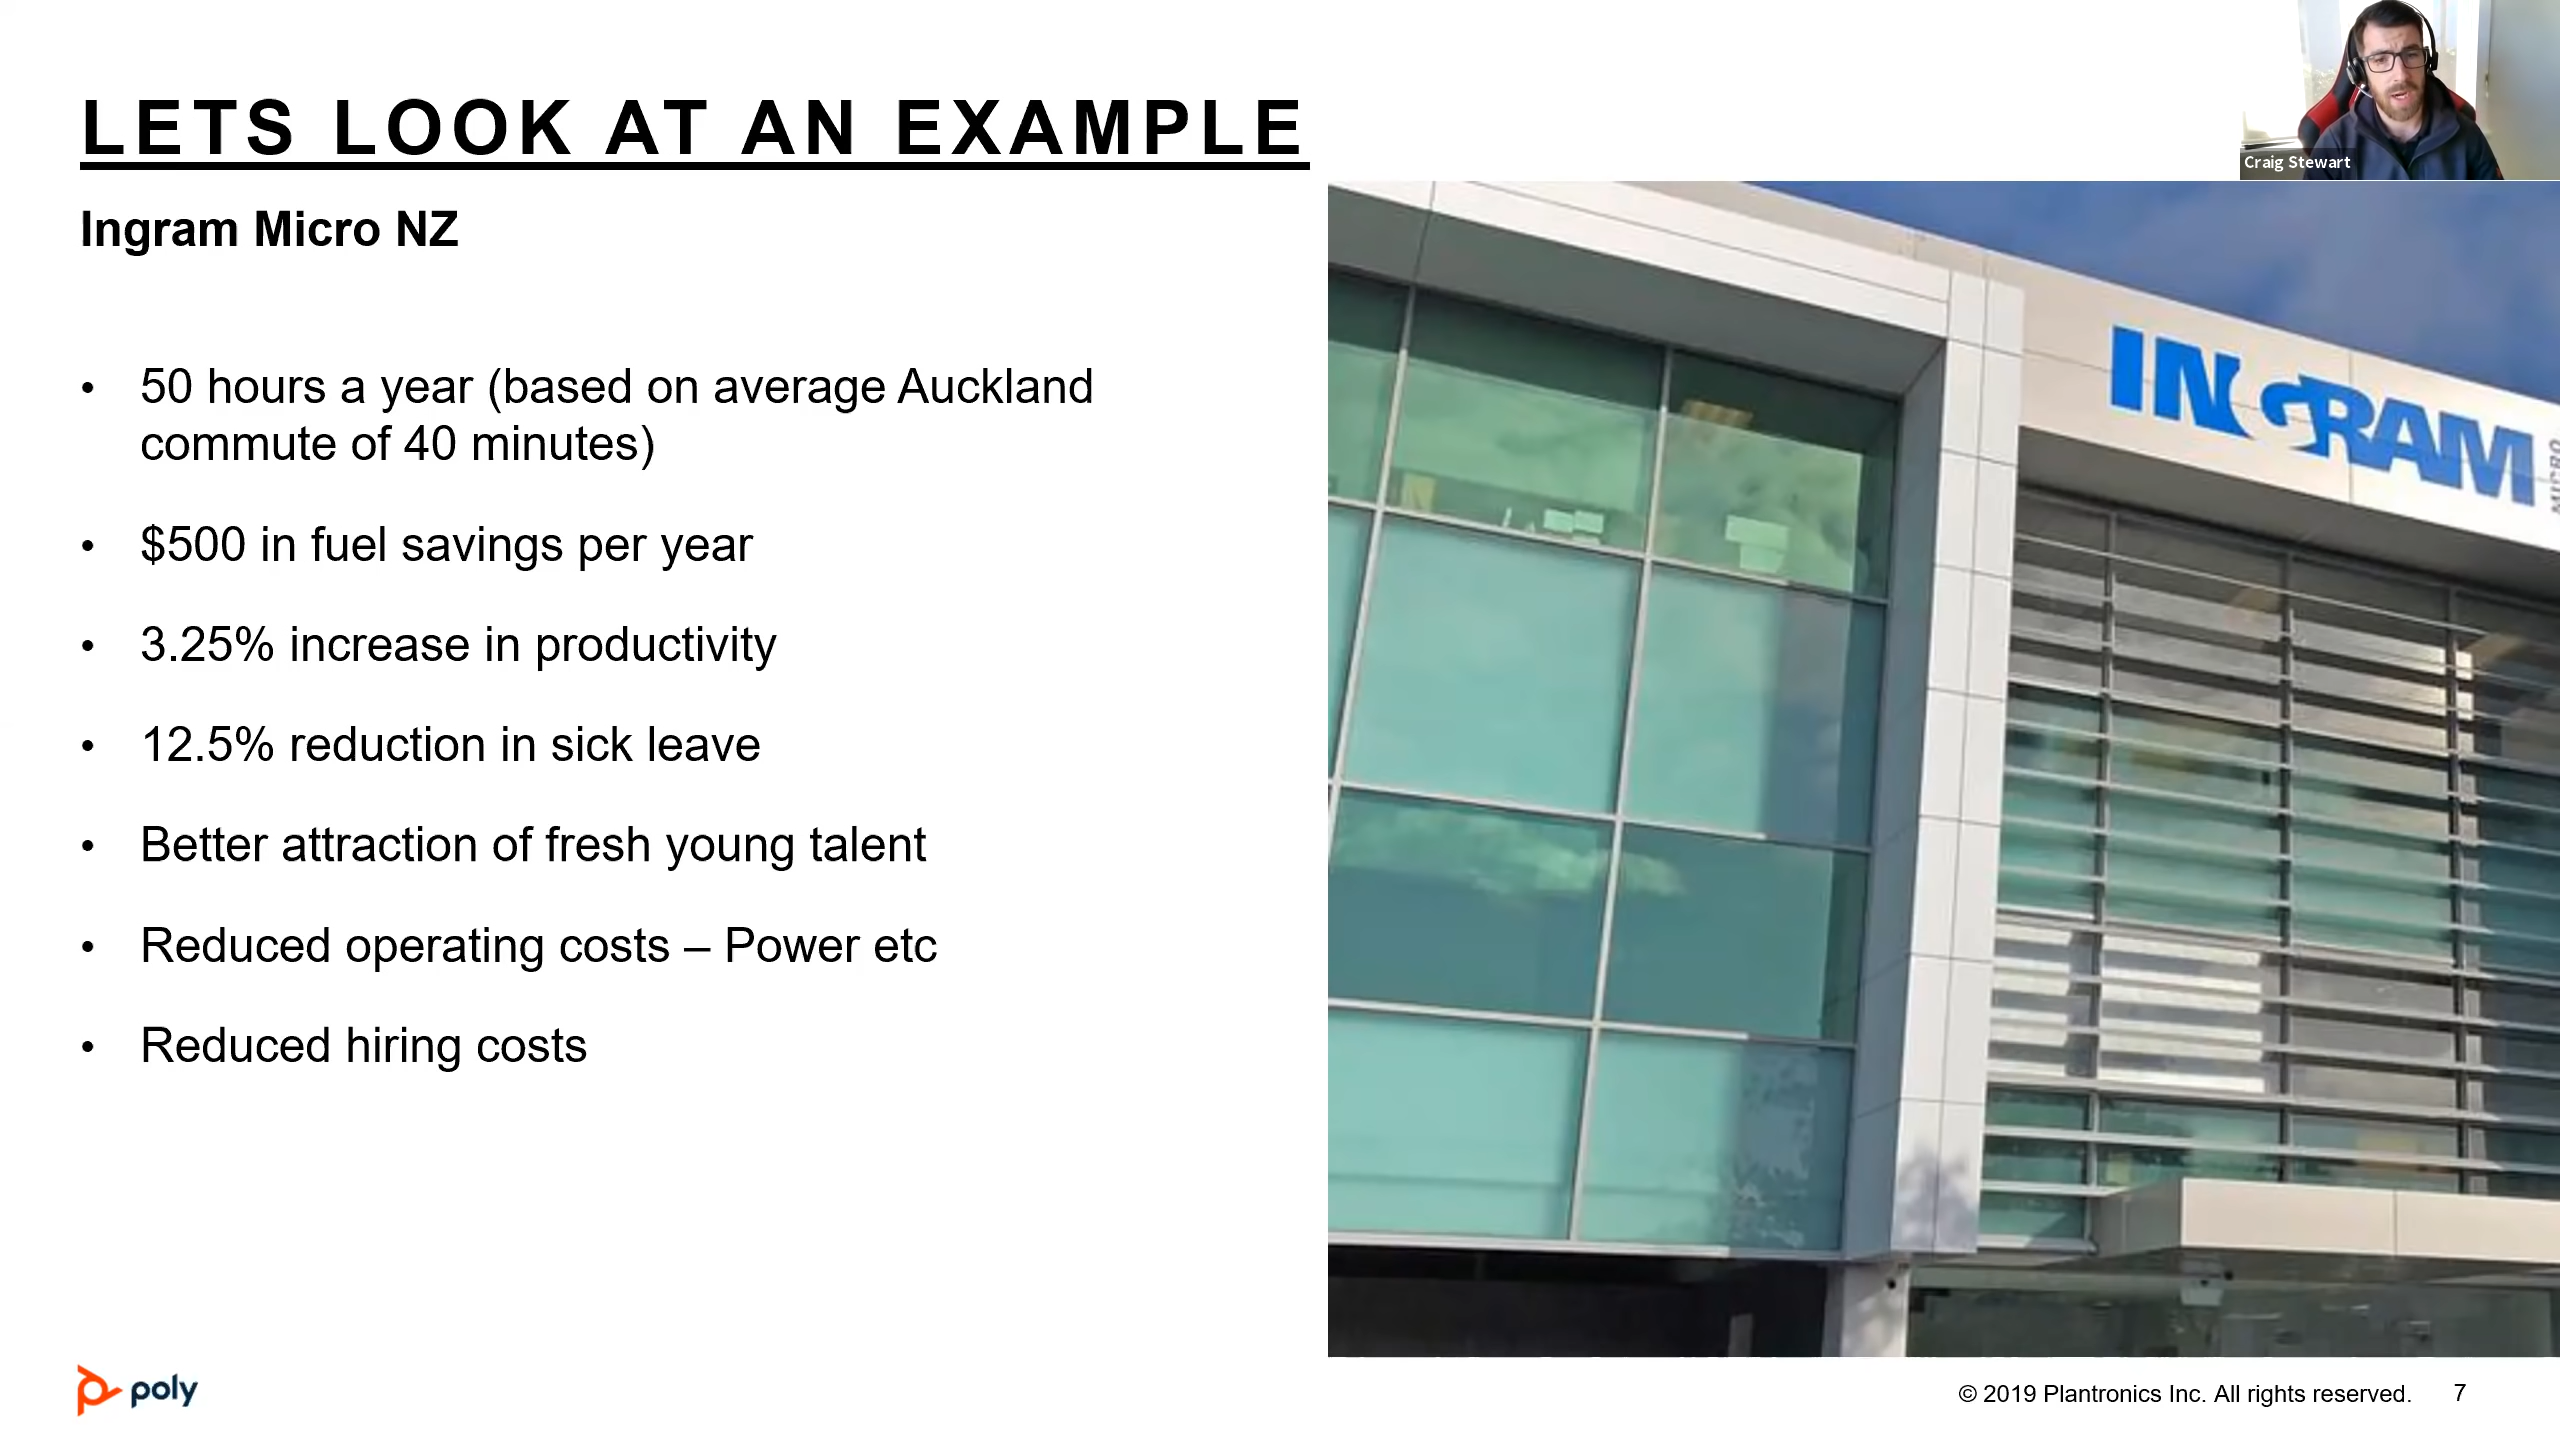 LETS LOOK AT AN EXAMPLE
Craig Stewart
Ingram Micro NZ
• 50 hours a year (based on average Auckland
commute of 40 minutes)
• $500 in fuel savings per year
• 3.25% increase in productivity
• 12.5% reduction in sick leave
• Better attraction of fresh young talent
• Reduced operating costs – Power etc
• Reduced hiring costs
INGRAM
MICRO
poly
© 2019 Plantronics Inc. All rights reserved. 7